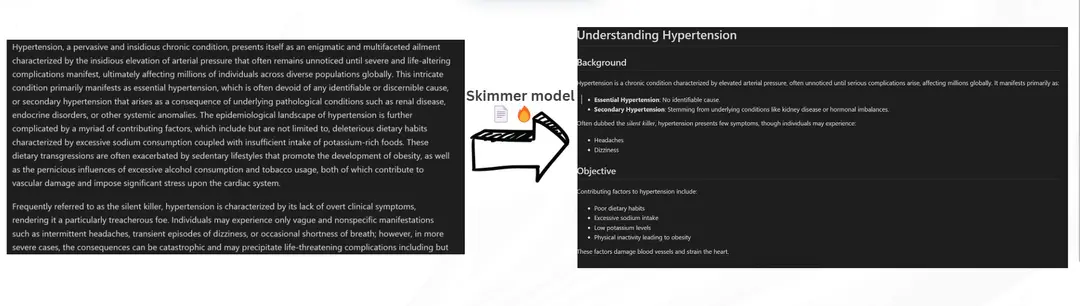 Hypertension, a pervasive and insidious chronic condition, presents itself as an enigmatic and multifaceted ailment
characterized by the insidious elevation of arterial pressure that often remains unnoticed until severe and life-altering
complications manifest, ultimately affecting millions of individuals across diverse populations globally. This intricate
condition primarily manifests as essential hypertension, which is often devoid of any identifiable or discernible cause,
or secondary hypertension that arises as a consequence of underlying pathological conditions such as renal disease,
endocrine disorders, or other systemic anomalies. The epidemiological landscape of hypertension is further
complicated by a myriad of contributing factors, which include but are not limited to, deleterious dietary habits
characterized by excessive sodium consumption coupled with insufficient intake of potassium-rich foods. These
dietary transgressions are often exacerbated by sedentary lifestyles that promote the development of obesity, as well
as the pernicious influences of excessive alcohol consumption and tobacco usage, both of which contribute to
vascular damage and impose significant stress upon the cardiac system.
Frequently referred to as the silent killer, hypertension is characterized by its lack of overt clinical symptoms,
rendering it a particularly treacherous foe. Individuals may experience only vague and nonspecific manifestations
such as intermittent headaches, transient episodes of dizziness, or occasional shortness of breath; however, in more
severe cases, the consequences can be catastrophic and may precipitate life-threatening complications including but
Skimmer model
Understanding Hypertension
Background
Hypertension is a chronic condition characterized by elevated arterial pressure, often unnoticed until serious complications arise, affecting millions globally. It manifests primarily as:
Essential Hypertension: No identifiable cause.
Secondary Hypertension: Stemming from underlying conditions like kidney disease or hormonal imbalances.
Often dubbed the silent killer, hypertension presents few symptoms, though individuals may experience:
Headaches
Dizziness
Objective
Contributing factors to hypertension include:
Poor dietary habits
Excessive sodium intake
Low potassium levels
Physical inactivity leading to obesity
These factors damage blood vessels and strain the heart.